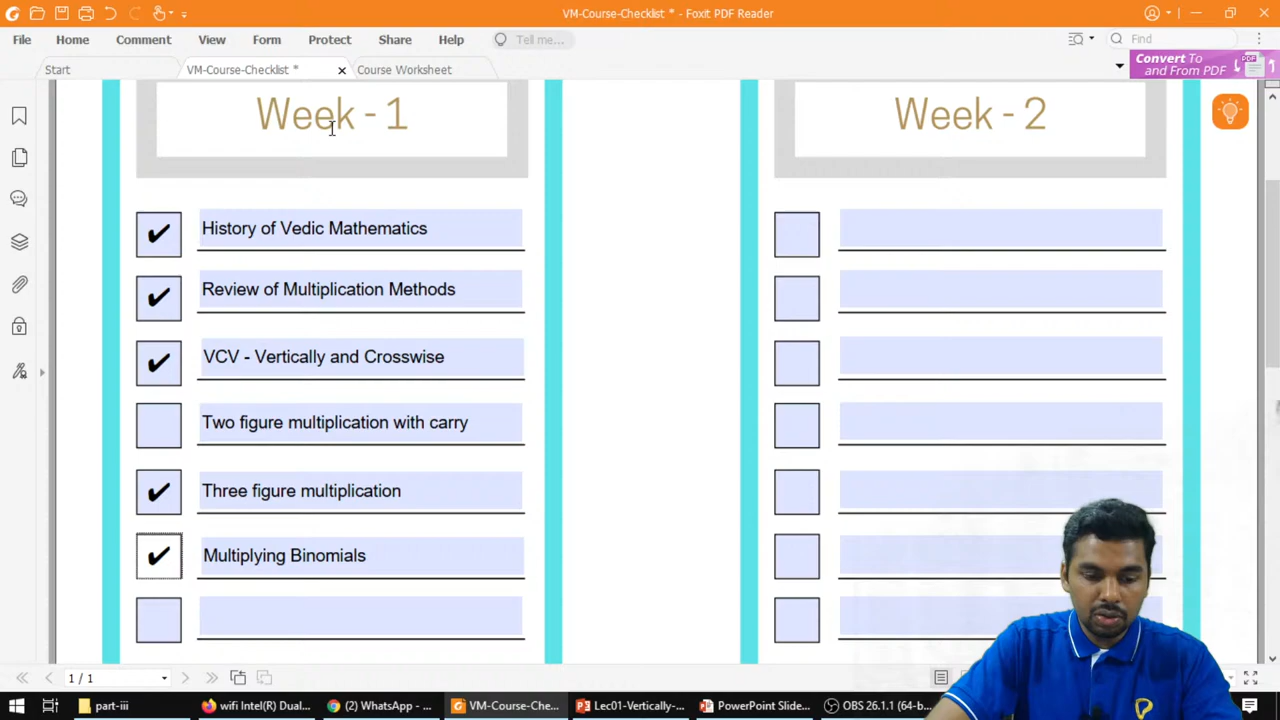 VM-Course-Checklist * - Foxit PDF Reader
File Home Comment View Form Protect Share Help Tell me... Find
Start VM-Course-Checklist * Course Worksheet
Convert To and From PDF
PDF
Week - 1
Week - 2
History of Vedic Mathematics
Review of Multiplication Methods
VCV - Vertically and Crosswise
Two figure multiplication with carry
Three figure multiplication
Multiplying Binomials
1 / 1
part-iii
wifi Intel(R) Dual...
(2) WhatsApp - ...
VM-Course-Che...
Lec01-Vertically-...
PowerPoint Slide...
OBS 26.1.1 (64-b...
ENG